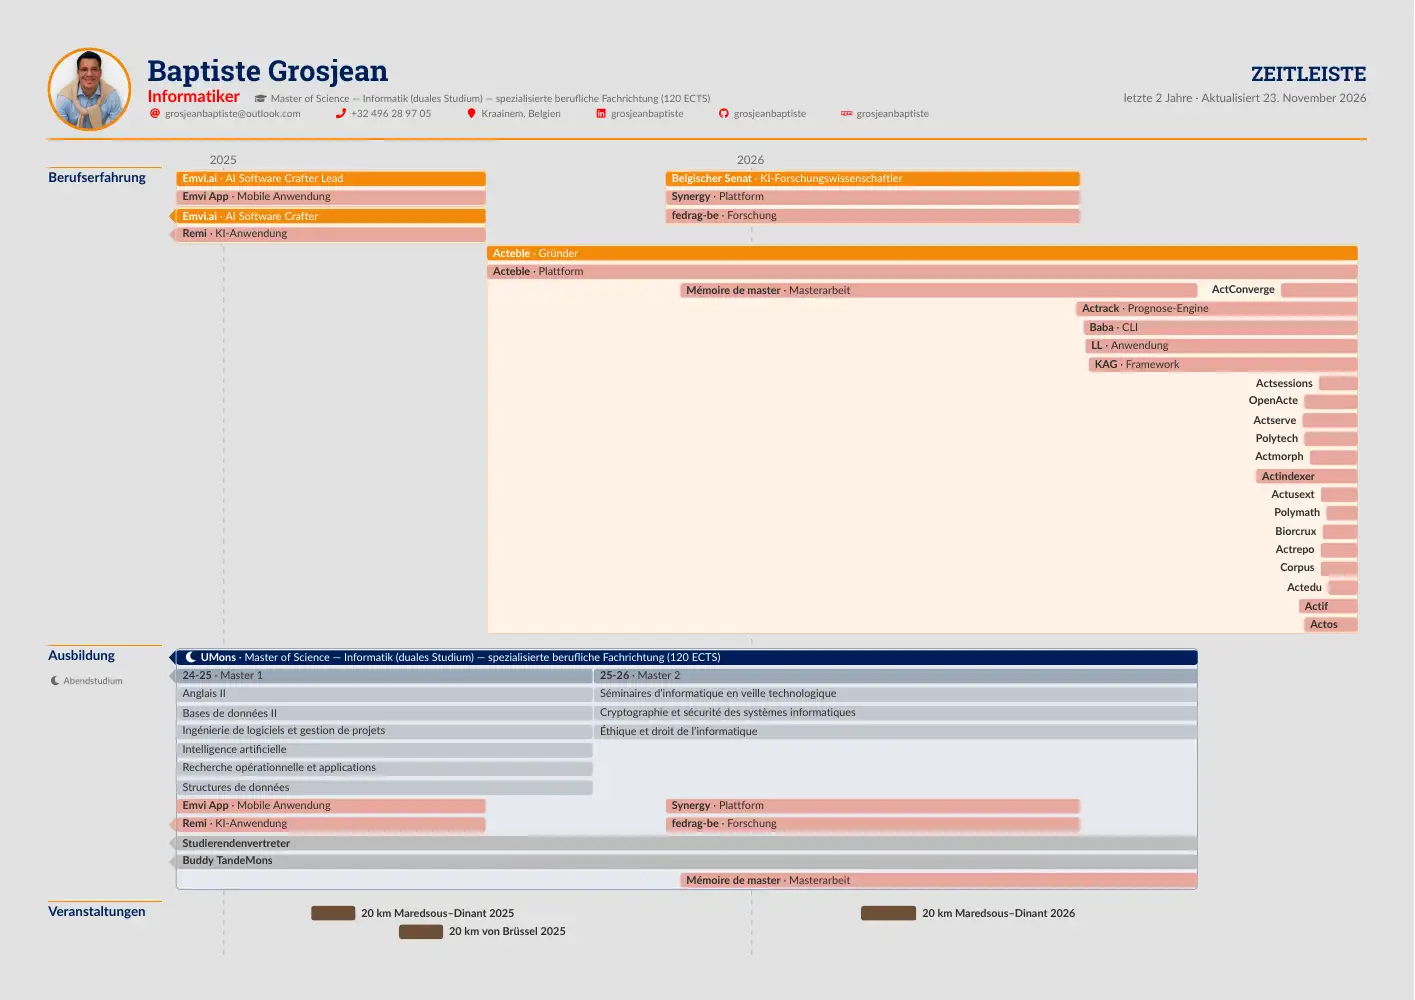 Baptiste Grosjean
ZEITLEISTE
Informatiker
Master of Science — Informatik (duales Studium) — spezialisierte berufliche Fachrichtung (120 ECTS)
letzte 2 Jahre · Aktualisiert 23. November 2026
grosjeanbaptiste@outlook.com +32 496 28 97 05 Kraainem, Belgien grosjeanbaptiste grosjeanbaptiste grosjeanbaptiste
2025 2026
Berufserfahrung
Emvi.ai · AI Software Crafter Lead
Belgischer Senat · KI-Forschungswissenschaftler
Emvi App · Mobile Anwendung
Synergy · Plattform
Emvi.ai · AI Software Crafter
fedrag-be · Forschung
Remi · KI-Anwendung
Acteble · Gründer
Acteble · Plattform
Mémoire de master · Masterarbeit
ActConverge
Actrack · Prognose-Engine
Baba · CLI
LL · Anwendung
KAG · Framework
Actsessions
OpenActe
Actserve
Polytech
Actmorph
Actindexer
Actusext
Polymath
Biorcrux
Actrepo
Corpus
Actedu
Actif
Actos
Ausbildung
Abendstudium
UMons · Master of Science — Informatik (duales Studium) — spezialisierte berufliche Fachrichtung (120 ECTS)
24-25 · Master 1
25-26 · Master 2
Anglais II
Séminaires d'informatique en veille technologique
Bases de données II
Cryptographie et sécurité des systèmes informatiques
Ingénierie de logiciels et gestion de projets
Éthique et droit de l'informatique
Intelligence artificielle
Recherche opérationnelle et applications
Structures de données
Emvi App · Mobile Anwendung
Synergy · Plattform
Remi · KI-Anwendung
fedrag-be · Forschung
Studierendenvertreter
Buddy TandeMons
Mémoire de master · Masterarbeit
Veranstaltungen
20 km Maredsous–Dinant 2025
20 km Maredsous–Dinant 2026
20 km von Brüssel 2025